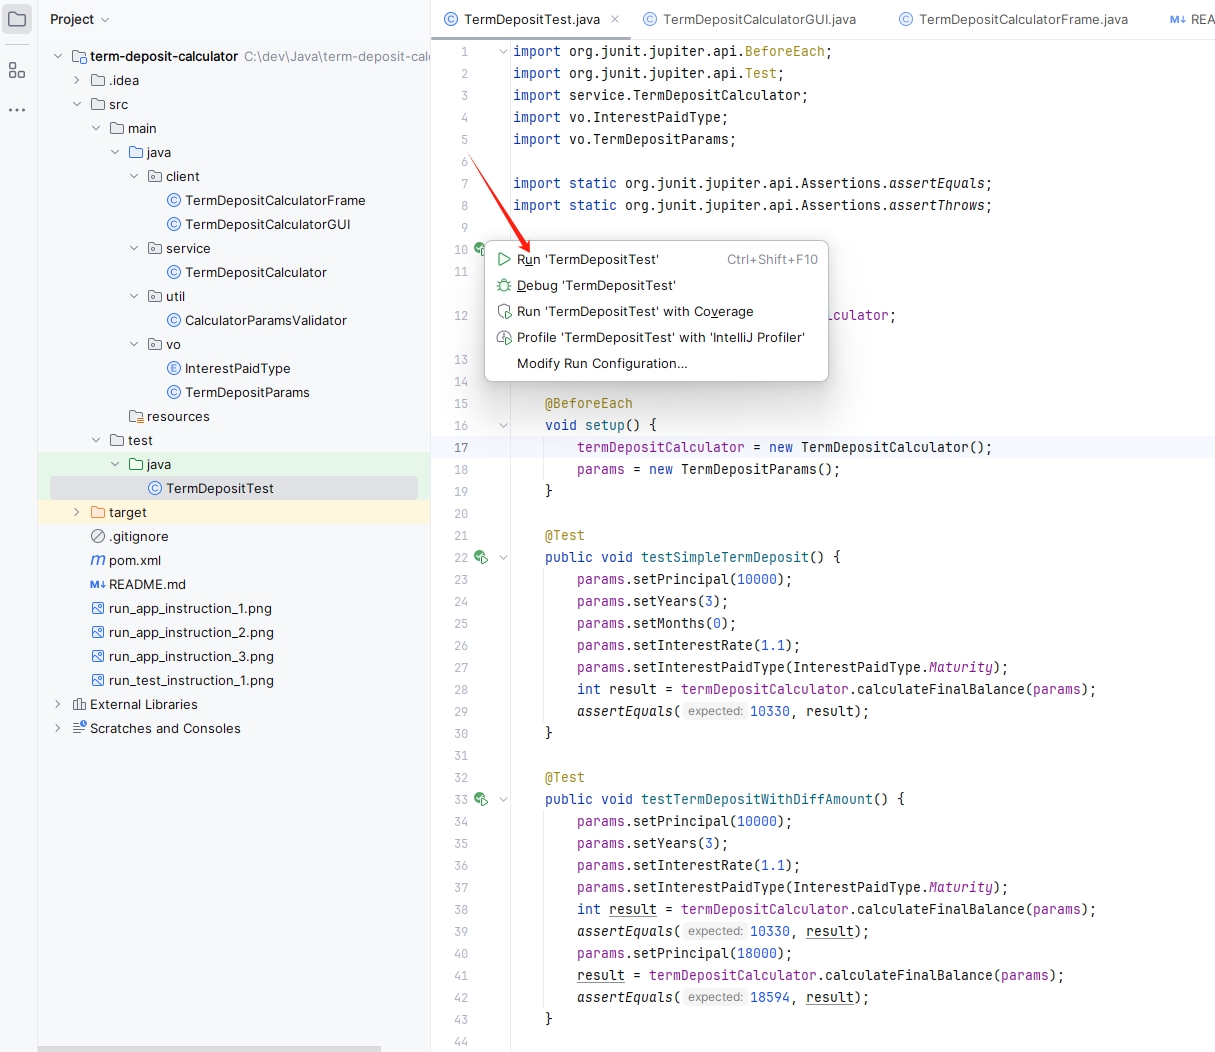 Project
term-deposit-calculator C:\dev\Java\term-deposit-cal
.idea
src
main
java
client
TermDepositCalculatorFrame
TermDepositCalculatorGUI
service
TermDepositCalculator
util
CalculatorParamsValidator
vo
InterestPaidType
TermDepositParams
resources
test
java
TermDepositTest
target
.gitignore
pom.xml
README.md
run_app_instruction_1.png
run_app_instruction_2.png
run_app_instruction_3.png
run_test_instruction_1.png
External Libraries
Scratches and Consoles
TermDepositTest.java
TermDepositCalculatorGUI.java
TermDepositCalculatorFrame.java
M↓ REA
1 import org.junit.jupiter.api.BeforeEach;
2 import org.junit.jupiter.api.Test;
3 import service.TermDepositCalculator;
4 import vo.InterestPaidType;
5 import vo.TermDepositParams;
6
7 import static org.junit.jupiter.api.Assertions.assertEquals;
8 import static org.junit.jupiter.api.Assertions.assertThrows;
9
10
Run 'TermDepositTest' Ctrl+Shift+F10
11
Debug 'TermDepositTest'
Run 'TermDepositTest' with Coverage
12 lculator;
Profile 'TermDepositTest' with 'IntelliJ Profiler'
13
Modify Run Configuration...
14
15 @BeforeEach
16 void setup() {
17 termDepositCalculator = new TermDepositCalculator();
18 params = new TermDepositParams();
19 }
20
21 @Test
22 public void testSimpleTermDeposit() {
23 params.setPrincipal(10000);
24 params.setYears(3);
25 params.setMonths(0);
26 params.setInterestRate(1.1);
27 params.setInterestPaidType(InterestPaidType.Maturity);
28 int result = termDepositCalculator.calculateFinalBalance(params);
29 assertEquals( expected: 10330, result);
30 }
31
32 @Test
33 public void testTermDepositWithDiffAmount() {
34 params.setPrincipal(10000);
35 params.setYears(3);
36 params.setInterestRate(1.1);
37 params.setInterestPaidType(InterestPaidType.Maturity);
38 int result = termDepositCalculator.calculateFinalBalance(params);
39 assertEquals( expected: 10330, result);
40 params.setPrincipal(18000);
41 result = termDepositCalculator.calculateFinalBalance(params);
42 assertEquals( expected: 18594, result);
43 }
44